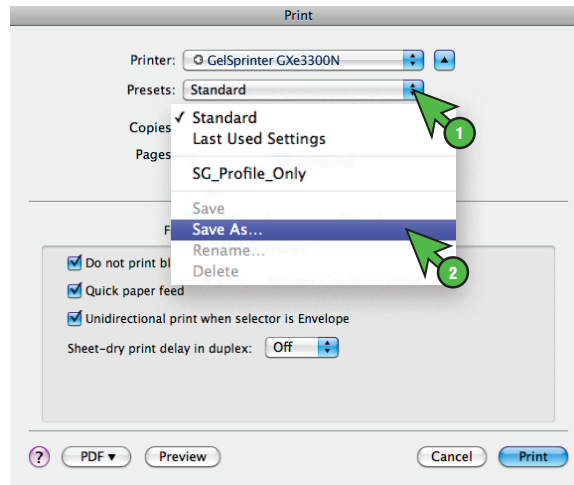 Print
Printer: GelSprinter GXe3300N
Presets: Standard
1
Copies
✓ Standard
Last Used Settings
Pages
SG_Profile_Only
Save
F Save As...
2
Rename...
Do not print bl
Delete
Quick paper feed
Unidirectional print when selector is Envelope
Sheet-dry print delay in duplex: Off
? PDF▼ Preview Cancel Print